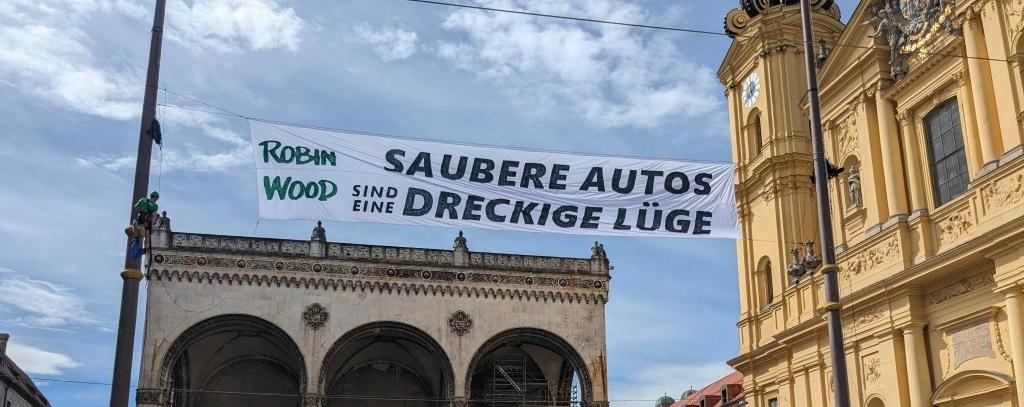 ROBIN
WOOD
SAUBERE AUTOS
SIND
EINE
DRECKIGE LÜGE